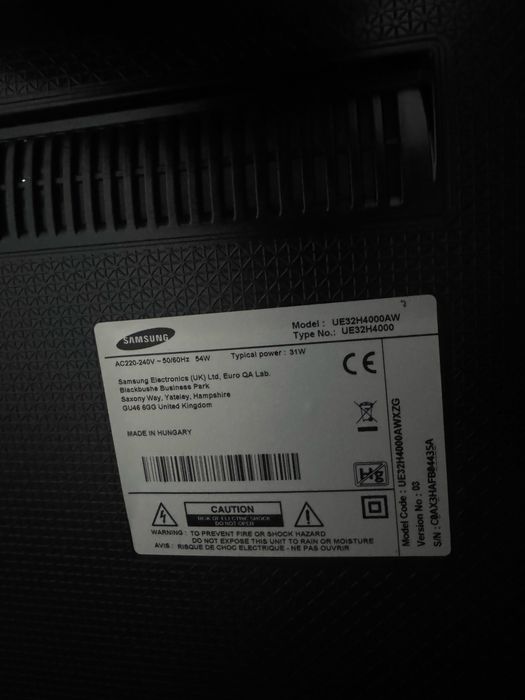 SAMSUNG
Model : UE32H4000AW
Type No.: UE32H4000
AC220-240V ~ 50/60Hz 54W Typical power : 31W
Samsung Electronics (UK) Ltd, Euro QA Lab.
Blackbushe Business Park
Saxony Way, Yateley, Hampshire
GU46 6GG United Kingdom
CE
MADE IN HUNGARY
Hg
CAUTION
RISK OF ELECTRIC SHOCK
DO NOT OPEN
WARNING : TO PREVENT FIRE OR SHOCK HAZARD
DO NOT EXPOSE THIS UNIT TO RAIN OR MOISTURE
AVIS : RISQUE DE CHOC ELECTRIQUE - NE PAS OUVRIR
Model Code : UE32H4000AWXZG
Version No : 03
S/N : C0AX3HAFB04435A